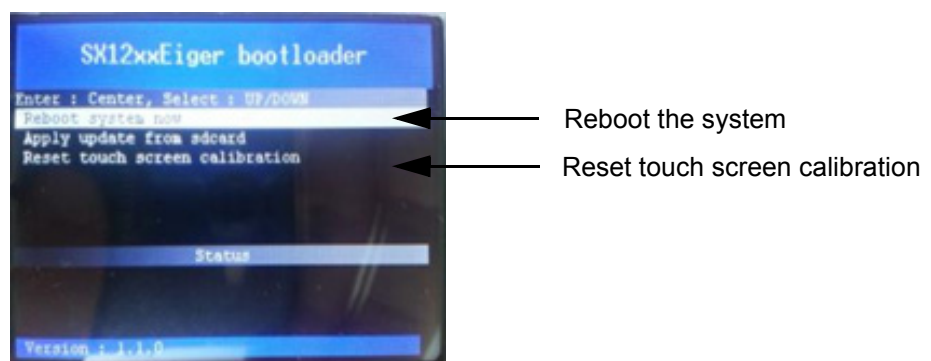 SX12xxEiger bootloader
Enter : Center, Select : UP/DOWN
Reboot system now
Apply update from sdcard
Reset touch screen calibration
Status
Version : 1.1.0
Reboot the system
Reset touch screen calibration